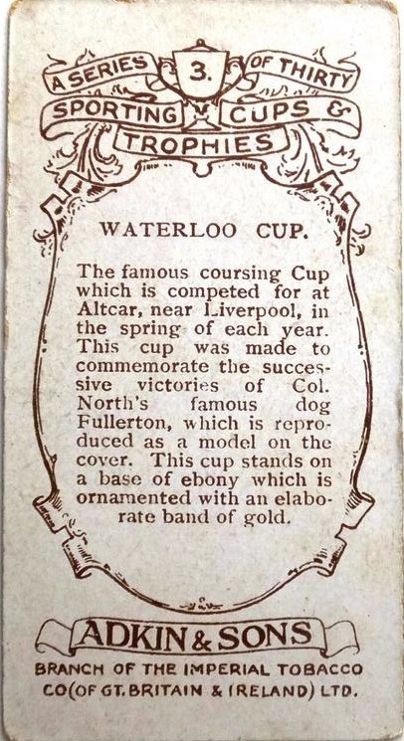 A SERIES 3. OF THIRTY
SPORTING CUPS &
TROPHIES
WATERLOO CUP.
The famous coursing Cup
which is competed for at
Altcar, near Liverpool, in
the spring of each year.
This cup was made to
commemorate the succes-
sive victories of Col.
North's famous dog
Fullerton, which is repro-
duced as a model on the
cover. This cup stands on
a base of ebony which is
ornamented with an elabo-
rate band of gold.
ADKIN & SONS
BRANCH OF THE IMPERIAL TOBACCO
CO(OF GT. BRITAIN & IRELAND) LTD.